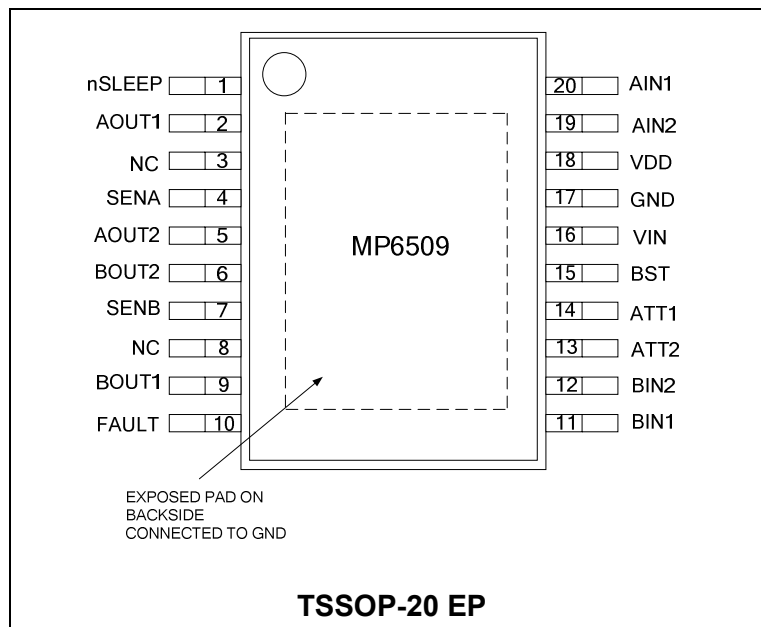 nSLEEP 1 20 AIN1
AOUT1 2 19 AIN2
NC 3 18 VDD
SENA 4 17 GND
AOUT2 5 16 VIN
MP6509
BOUT2 6 15 BST
SENB 7 14 ATT1
NC 8 13 ATT2
BOUT1 9 12 BIN2
FAULT 10 11 BIN1
EXPOSED PAD ON
BACKSIDE
CONNECTED TO GND
TSSOP-20 EP